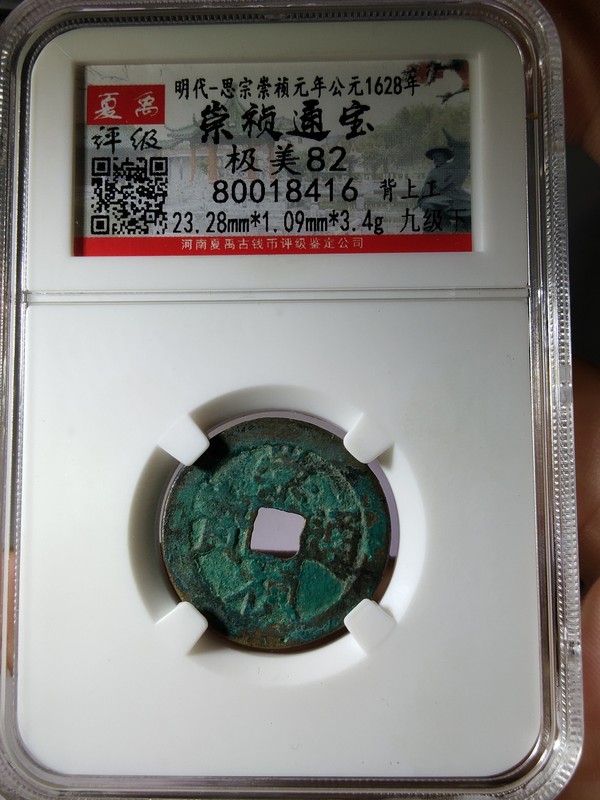 明代-思宗崇祯元年公元1628年
夏禹
评级
崇祯通宝
极美82
80018416 背上工
23.28mm*1.09mm*3.4g 九级下
河南夏禹古钱币评级鉴定公司